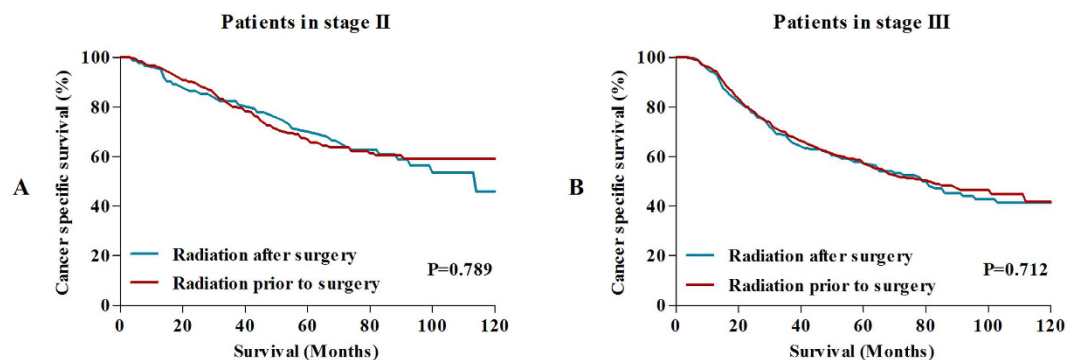 Patients in stage II
A
Cancer specific survival (%)
100
80
60
40
20
0
Radiation after surgery
Radiation prior to surgery
P=0.789
0 20 40 60 80 100 120
Survival (Months)
Patients in stage III
B
Cancer specific survival (%)
100
80
60
40
20
0
Radiation after surgery
Radiation prior to surgery
P=0.712
0 20 40 60 80 100 120
Survival (Months)